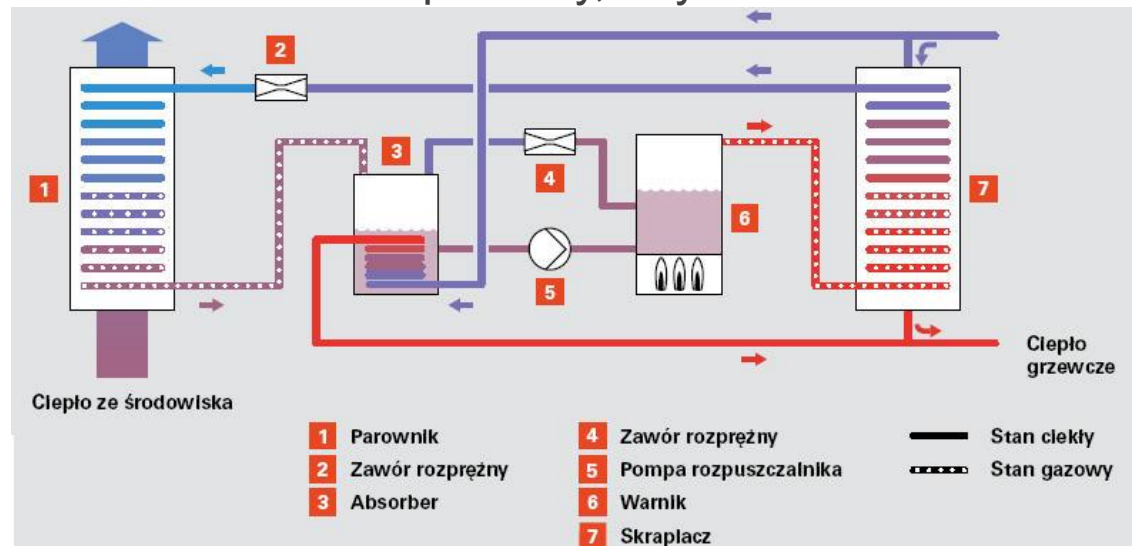 2
3
1
4
6
7
5
Ciepło
grzewcze
Ciepło ze środowiska
1 Parownik
2 Zawór rozprężny
3 Absorber
4 Zawór rozprężny
5 Pompa rozpuszczalnika
6 Warnik
7 Skraplacz
Stan ciekły
Stan gazowy